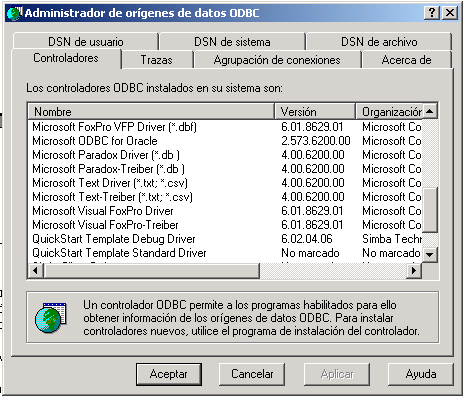 Administrador de orígenes de datos ODBC
DSN de usuario DSN de sistema DSN de archivo
Controladores Trazas Agrupación de conexiones Acerca de
Los controladores ODBC instalados en su sistema son:
Nombre Versión Organización
Microsoft FoxPro VFP Driver (*.dbf) 6.01.8629.01 Microsoft Co
Microsoft ODBC for Oracle 2.573.6200.00 Microsoft Co
Microsoft Paradox Driver (*.db ) 4.00.6200.00 Microsoft Co
Microsoft Paradox-Treiber (*.db ) 4.00.6200.00 Microsoft Co
Microsoft Text Driver (*.txt; *.csv) 4.00.6200.00 Microsoft Co
Microsoft Text-Treiber (*.txt; *.csv) 4.00.6200.00 Microsoft Co
Microsoft Visual FoxPro Driver 6.01.8629.01 Microsoft Co
Microsoft Visual FoxPro-Treiber 6.01.8629.01 Microsoft Co
QuickStart Template Debug Driver 6.02.04.06 Simba Techn
QuickStart Template Standard Driver No marcado No marcado
Un controlador ODBC permite a los programas habilitados para ello
obtener información de los orígenes de datos ODBC. Para instalar
controladores nuevos, utilice el programa de instalación del controlador.
Aceptar Cancelar Aplicar Ayuda